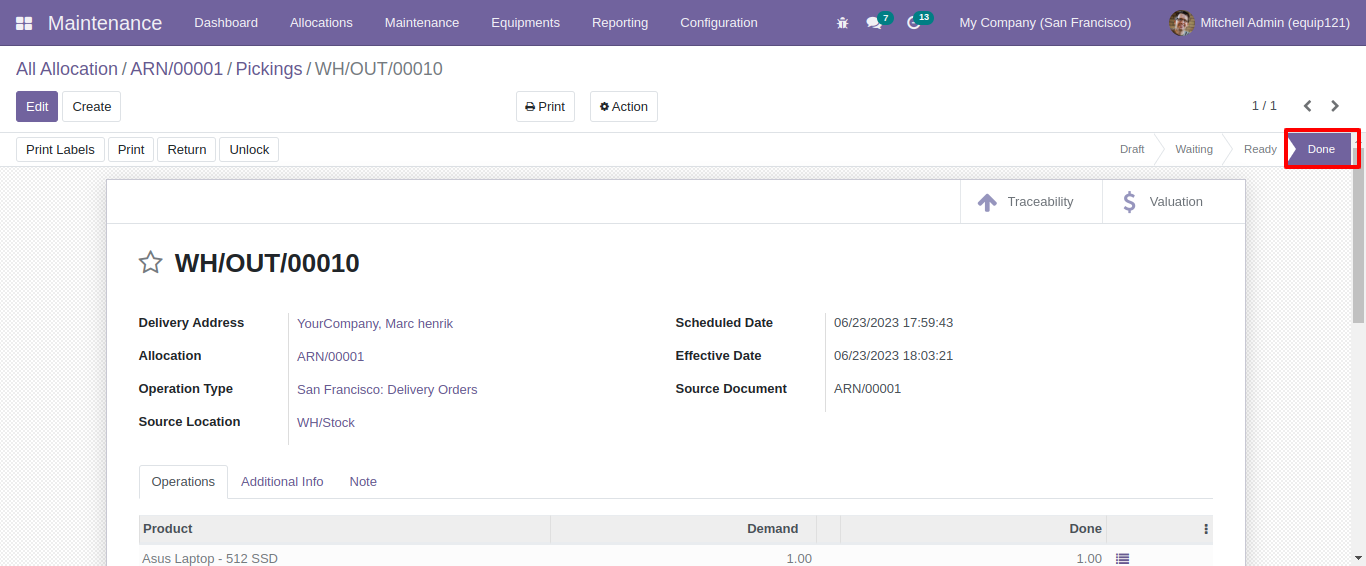 Maintenance Dashboard Allocations Maintenance Equipments Reporting Configuration 7 13 My Company (San Francisco) Mitchell Admin (equip121)
All Allocation / ARN/00001 / Pickings / WH/OUT/00010
Edit Create Print Action 1 / 1
Print Labels Print Return Unlock Draft Waiting Ready Done
Traceability $ Valuation
WH/OUT/00010
Delivery Address YourCompany, Marc henrik Scheduled Date 06/23/2023 17:59:43
Allocation ARN/00001 Effective Date 06/23/2023 18:03:21
Operation Type San Francisco: Delivery Orders Source Document ARN/00001
Source Location WH/Stock
Operations Additional Info Note
Product Demand Done
Asus Laptop - 512 SSD 1.00 1.00